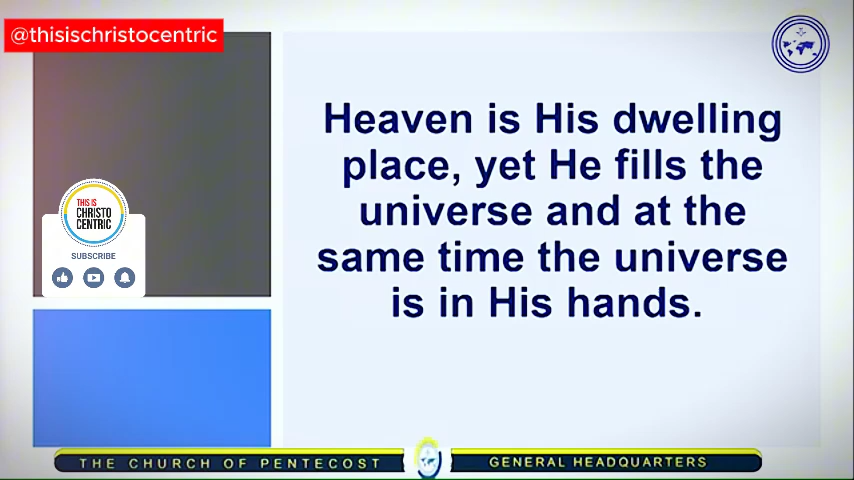 @thisischristocentric
Heaven is His dwelling
place, yet He fills the
universe and at the
same time the universe
is in His hands.
THIS IS
CHRISTO
CENTRIC
SUBSCRIBE
THE CHURCH OF PENTECOST
GENERAL HEADQUARTERS